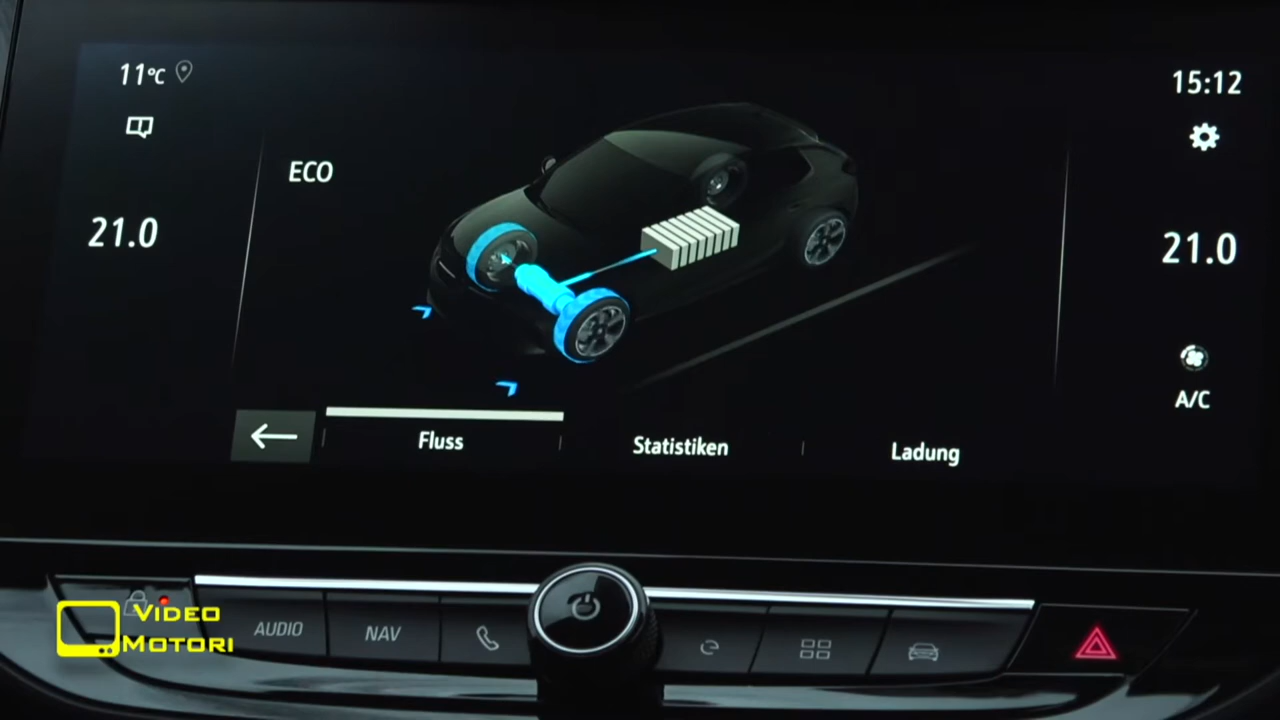 11°C
15:12
ECO
21.0
21.0
A/C
Fluss
Statistiken
Ladung
AUDIO
NAV
VIDEO
MOTORI